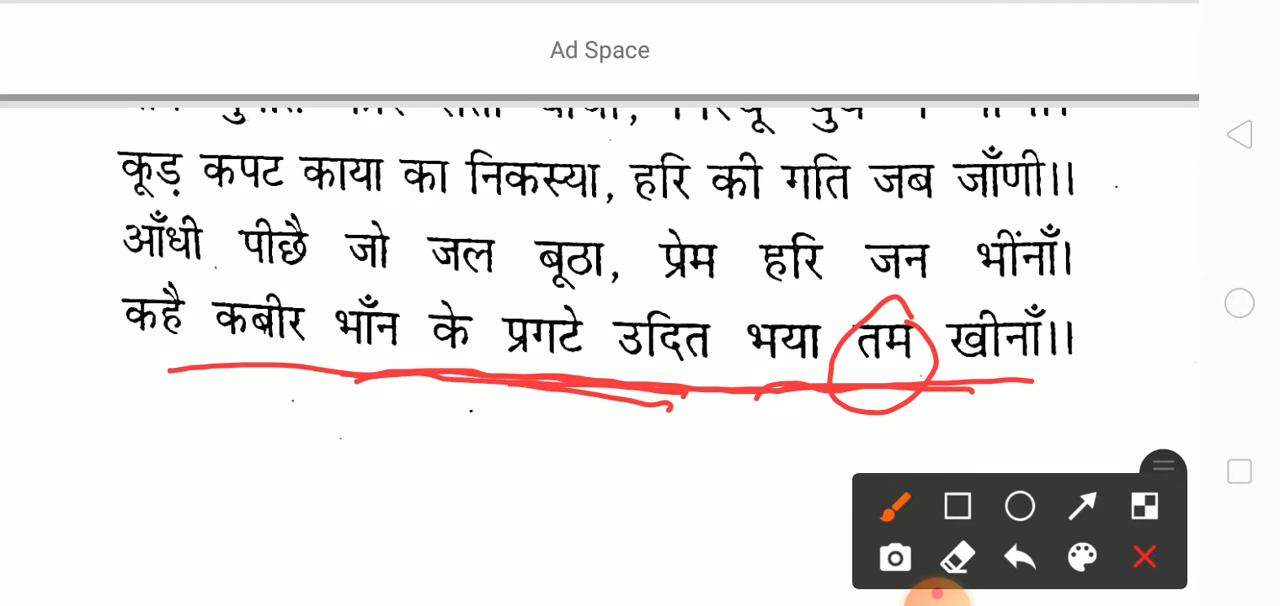 Ad Space
कूड़ कपट काया का निकस्या, हरि की गति जब जाँणी।।
आँधी पीछै जो जल बूठा, प्रेम हरि जन भींनाँ।
कहै कबीर भाँन के प्रगटे उदित भया तम खीनाँ।।